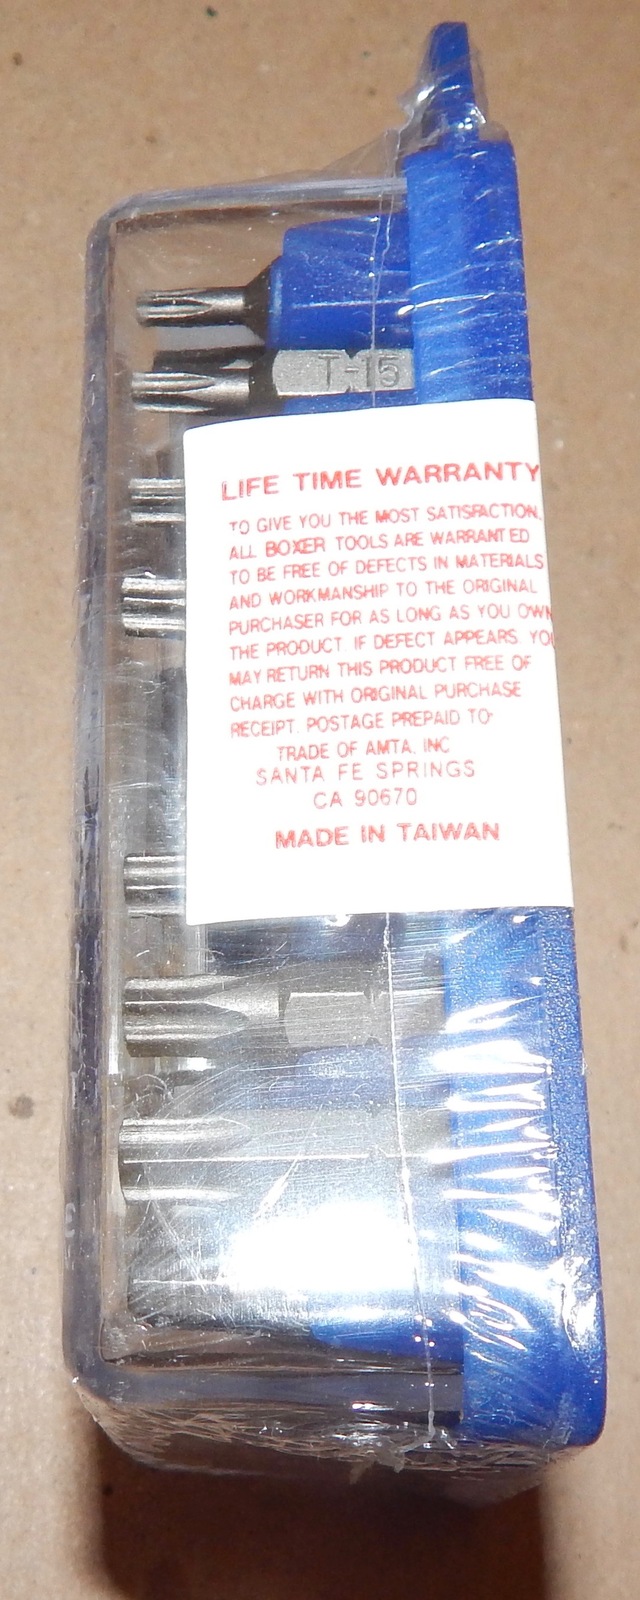 T-15
LIFE TIME WARRANTY
TO GIVE YOU THE MOST SATISFACTION,
ALL BOXER TOOLS ARE WARRANTED
TO BE FREE OF DEFECTS IN MATERIALS
AND WORKMANSHIP TO THE ORIGINAL
PURCHASER FOR AS LONG AS YOU OWN
THE PRODUCT. IF DEFECT APPEARS. YOU
MAY RETURN THIS PRODUCT FREE OF
CHARGE WITH ORIGINAL PURCHASE
RECEIPT. POSTAGE PREPAID TO
TRADE OF AMTA, INC
SANTA FE SPRINGS
CA 90670
MADE IN TAIWAN